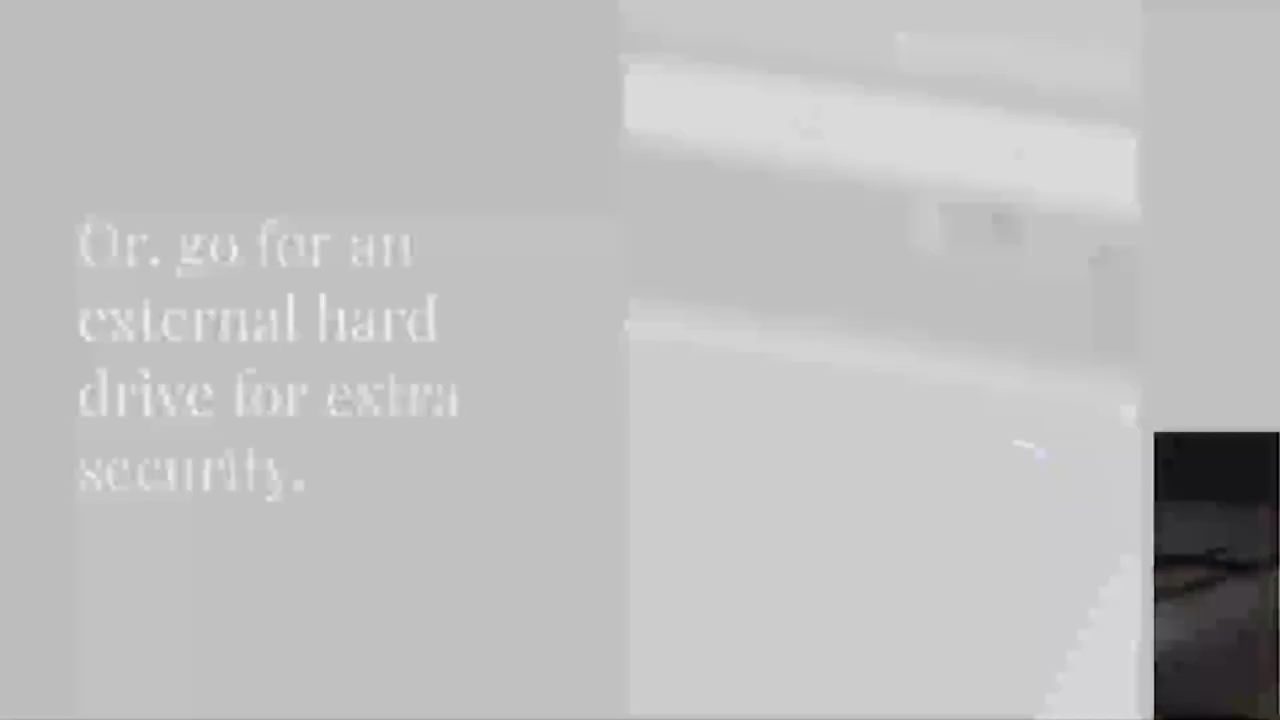 Or, go for an
external hard
drive for extra
security.